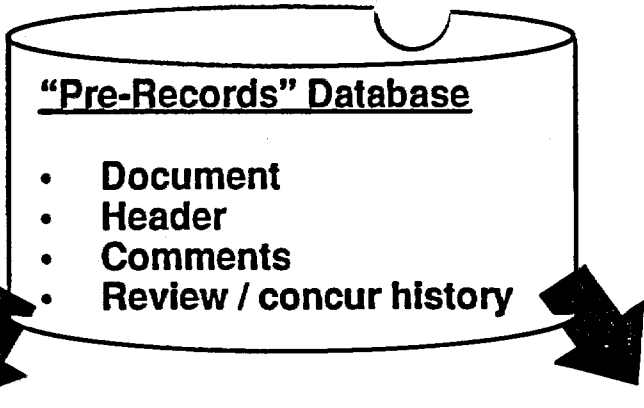 “Pre-Records” Database
• Document
• Header
• Comments
• Review / concur history